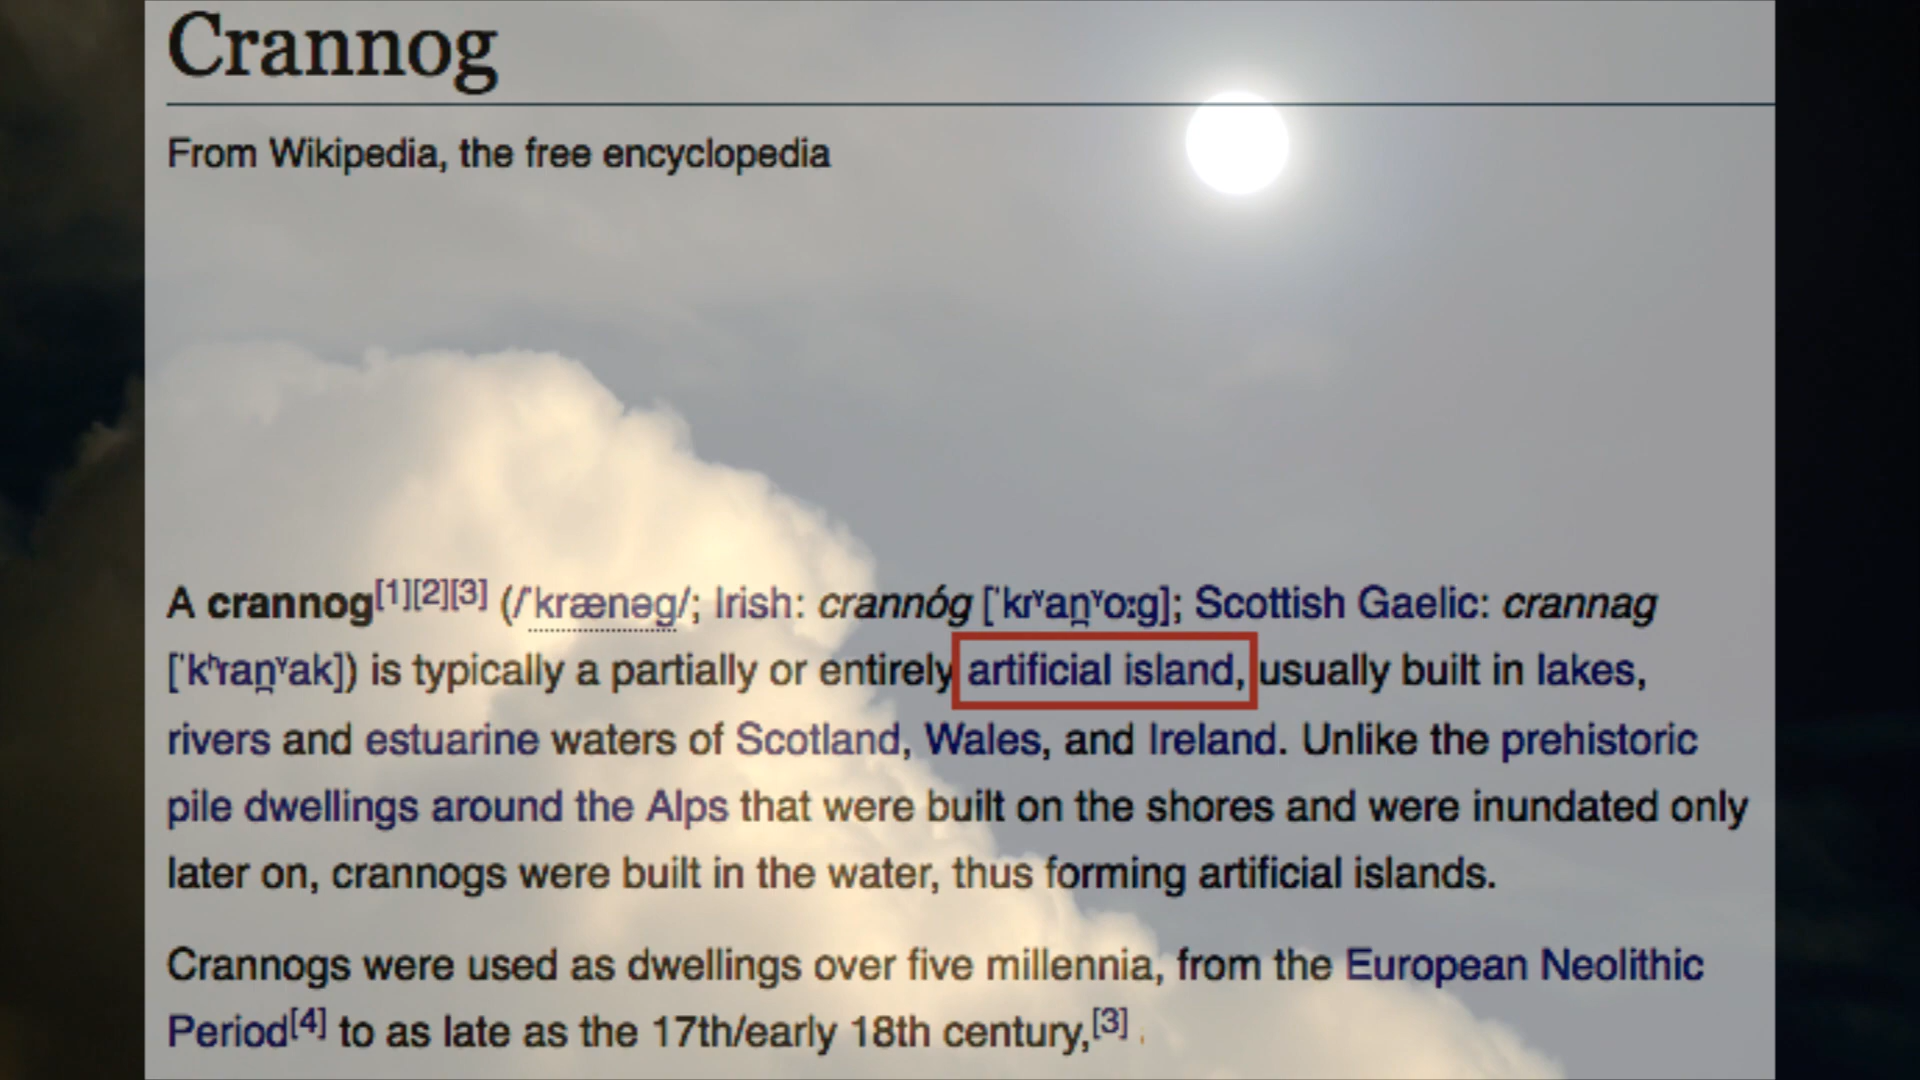 Crannog
From Wikipedia, the free encyclopedia
A crannog[1][2][3] (/ˈkrænəɡ/; Irish: crannóg [ˈkɾˠan̪ˠoːɡ]; Scottish Gaelic: crannag
[ˈkʰɾan̪ˠak]) is typically a partially or entirely artificial island, usually built in lakes,
rivers and estuarine waters of Scotland, Wales, and Ireland. Unlike the prehistoric
pile dwellings around the Alps that were built on the shores and were inundated only
later on, crannogs were built in the water, thus forming artificial islands.
Crannogs were used as dwellings over five millennia, from the European Neolithic
Period[4] to as late as the 17th/early 18th century,[3]